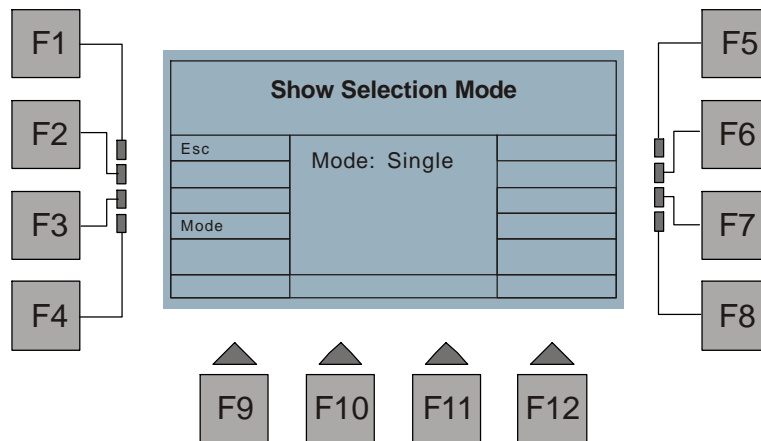 F1
F5
Show Selection Mode
F2
F6
Esc
Mode: Single
F3
F7
Mode
F4
F8
F9 F10 F11 F12